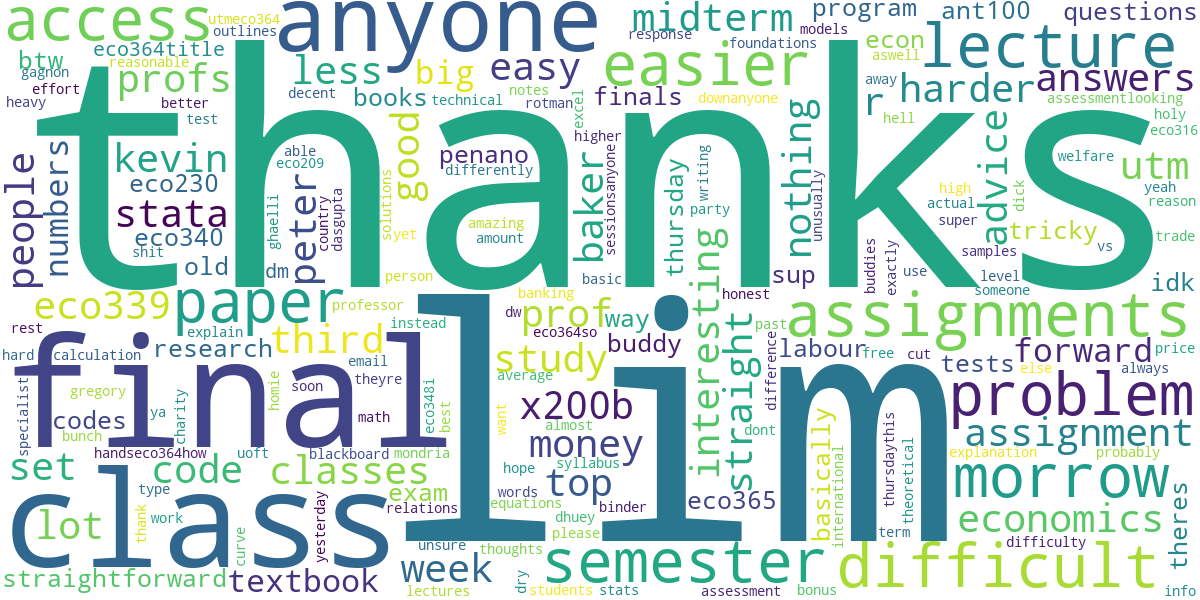 thanks
lim
final
class
anyone
access
lecture
easier
assignments
problem
difficult
semester
morrow
paper
utmeco364
outlines
eco364title
btw
gagnon
reasonable
profs
effort
heavy
better
test
less
big
easy
books
technical
decent
notes
midterm
response
program
models
foundations
ant100
questions
econ
aswell
away
answers
harder
r
assessmentlooking
holy
hell
eco316
downanyone
finals
excel
rotman
higher
people
numbers
kevin
able
eco209
eco230
stata
eco340
shit
old
dm
ghaelli
peter
country
dasgupta
solutions
good
syet
penano
differently
amazing
amount
person
basic
baker
sessionsanyone
thursday
writing
party
nothing
unusually
sup
buddies
exactly
use
advice
high
actual
super
samples
level
someone
dick
tricky
vs
welfare
utm
yeah
reason
trade
idk
eco339
rest
professor
explain
research
third
instead
email
hard
calculation
banking
dw
prof
eco364so
way
buddy
interesting
honest
straight
difference
past
labour
free
cut
tests
forward
else
always
price
specialist
gregory
codes
bunch
ya
charity
homie
soon
theyre
math
eco348i
best
study
average
want
x200b
almost
money
syllabus
dont
assignment
explanation
probably
handseco364how
uoft
blackboard
mondria
set
code
classes
type
work
exam
relations
hope
words
equations
top
dhuey
please
binder
eco365
basically
international
thursdaythis
theoretical
term
economics
difficulty
theres
lot
thank
curve
yesterday
unsure
thoughts
week
dry
straightforward
textbook
lectures
students
stats
assessment
bonus
info